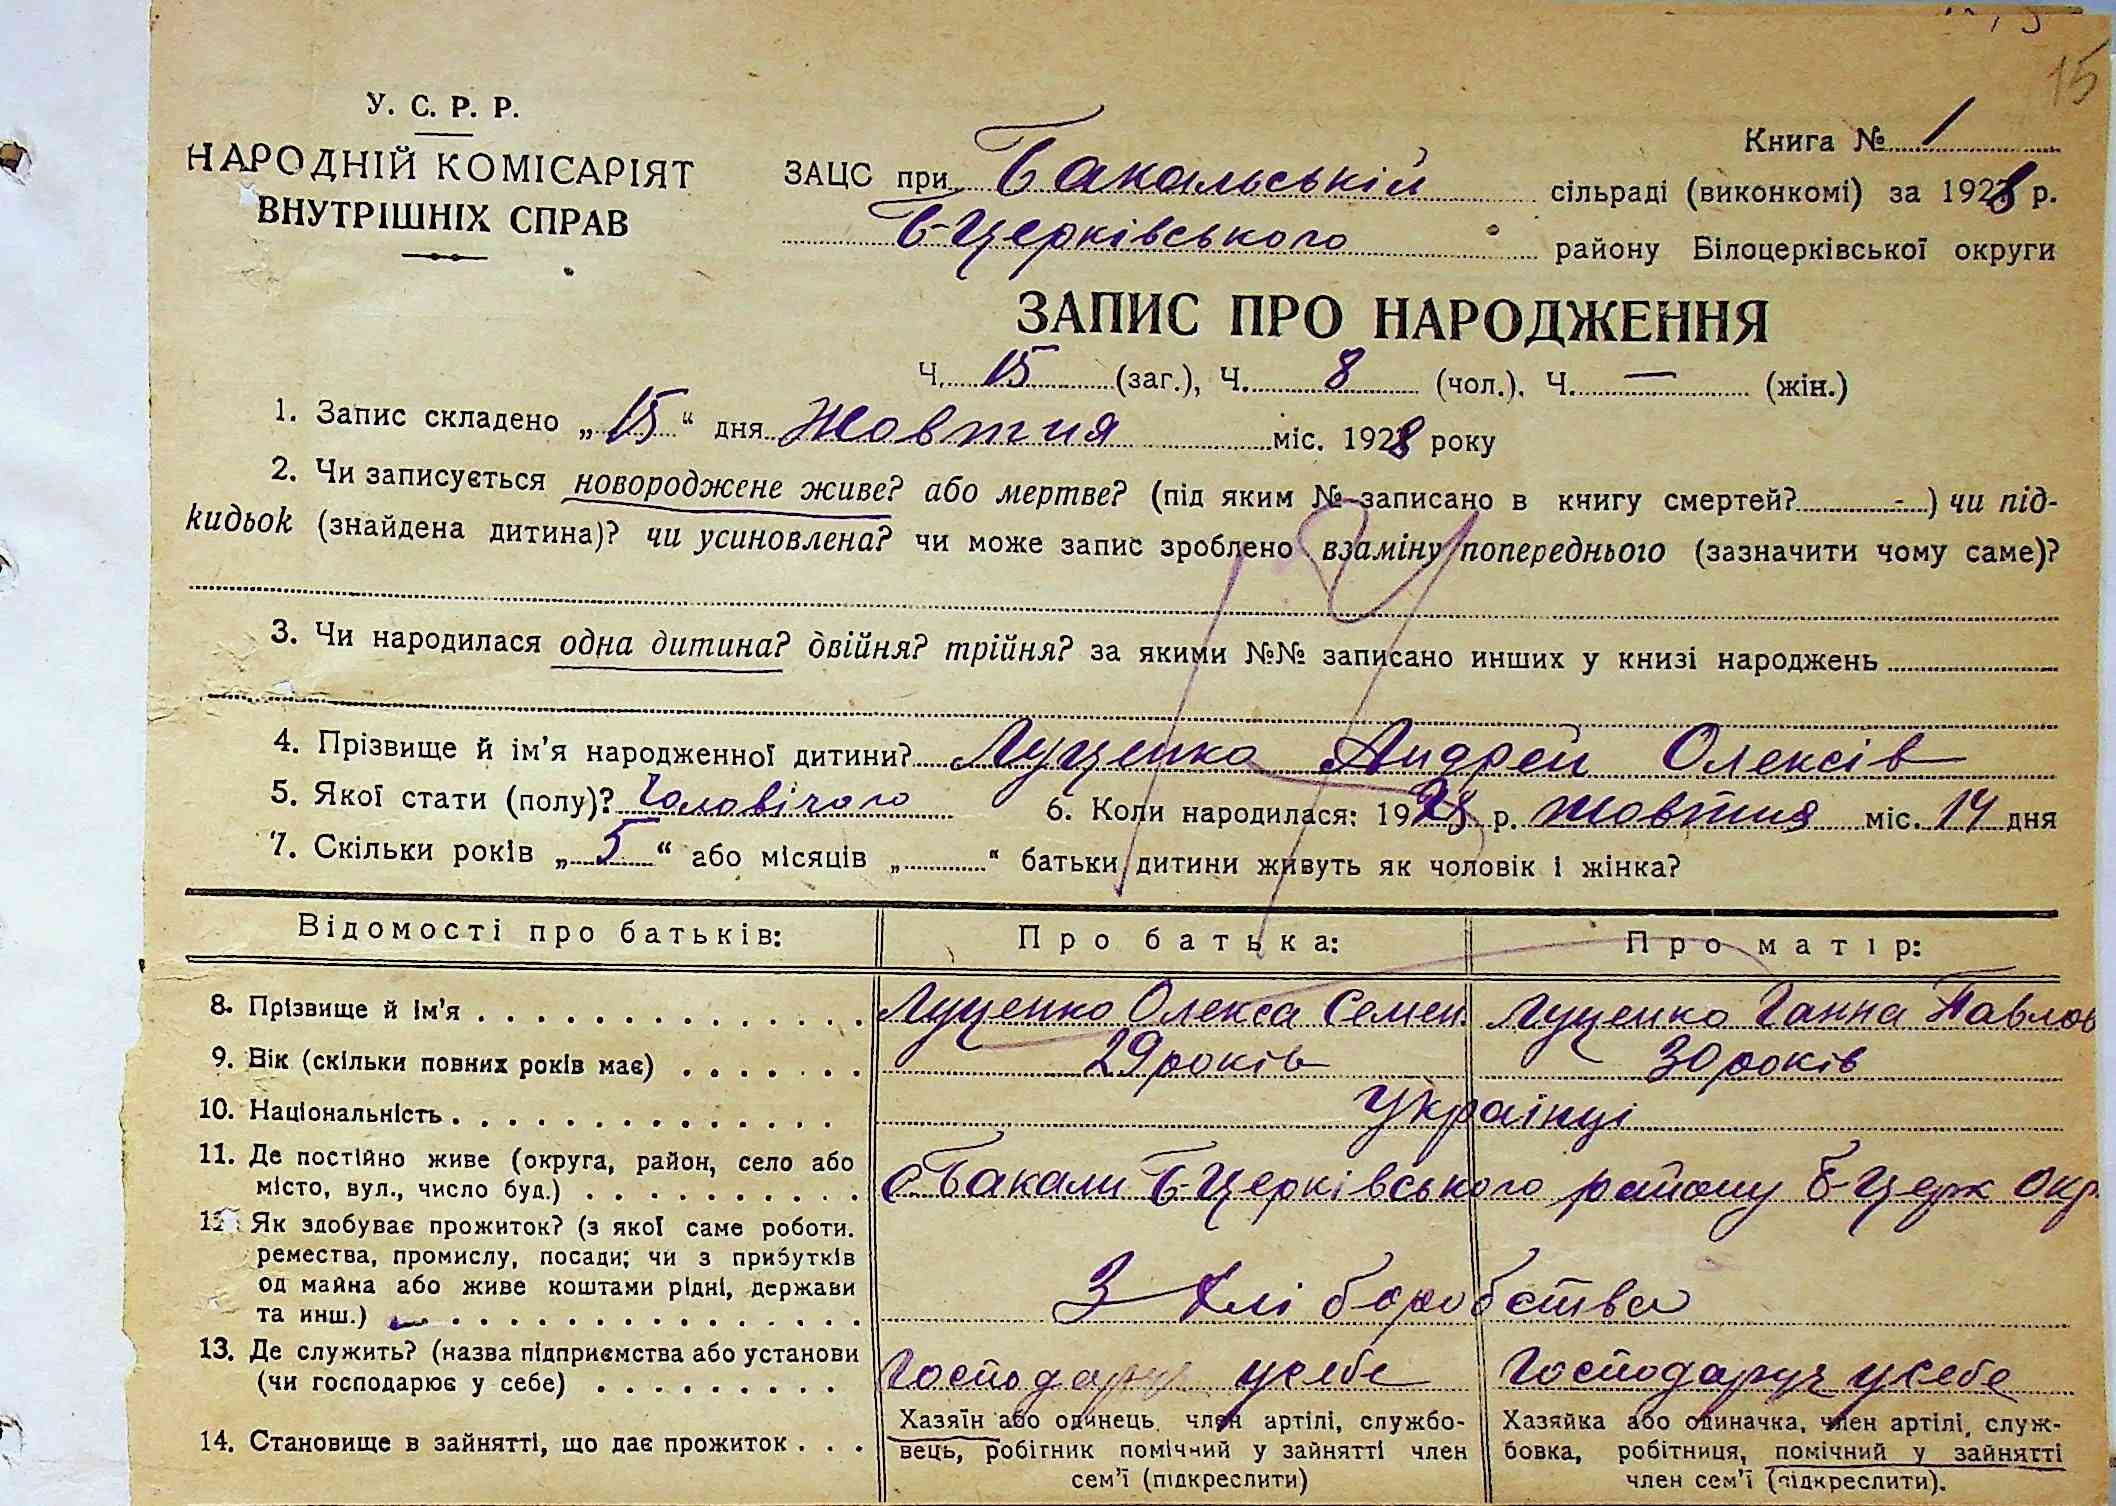 15
У. С. Р. Р.
НАРОДНІЙ КОМІСАРІЯТ
ВНУТРІШНІХ СПРАВ
Книга № 1
ЗАЦС при Бакальській сільраді (виконкомі) за 1928 р.
Б-Церківського району Білоцерківської округи
ЗАПИС ПРО НАРОДЖЕННЯ
Ч. 15 (заг.), Ч. 8 (чол.), Ч. — (жін.)
1. Запис складено „15“ дня Жовтня міс. 1928 року
2. Чи записується новороджене живе? або мертве? (під яким № записано в книгу смертей? - ) чи під-
кидьок (знайдена дитина)? чи усиновлена? чи може запис зроблено взаміну попереднього (зазначити чому саме)?
3. Чи народилася одна дитина? двійня? трійня? за якими №№ записано инших у книзі народжень
4. Прізвище й ім'я народженної дитини? Луценко Андрей Олексів
5. Якої стати (полу)? Чоловічого 6. Коли народилася: 1928 р. жовтня міс. 14 дня
7. Скільки років „5“ або місяців „ “ батьки дитини живуть як чоловік і жінка?
Відомості про батьків: Про батька: Про матір:
8. Прізвище й ім'я Луценко Олекса Семен. Луценко Ганна Павлов
9. Вік (скільки повних років має) 29 років 30 років
10. Національність Українці
11. Де постійно живе (округа, район, село або
місто, вул., число буд.) с. Бакали Б-Церківського району Б-Церк окр.
12. Як здобуває прожиток? (з якої саме роботи.
ремества, промислу, посади; чи з прибутків
од майна або живе коштами рідні, держави
та инш.) З Хліборобства
13. Де служить? (назва підприємства або установи
(чи господарює у себе) Господарує усебе Господарує усебе
14. Становище в зайнятті, що дає прожиток
Хазяїн або одинець, член артілі, службо-
вець, робітник помічний у зайнятті член
сем'ї (підкреслити)
Хазяйка або одиначка, член артілі, служ-
бовка, робітниця, помічний у зайнятті
член сем'ї (підкреслити).